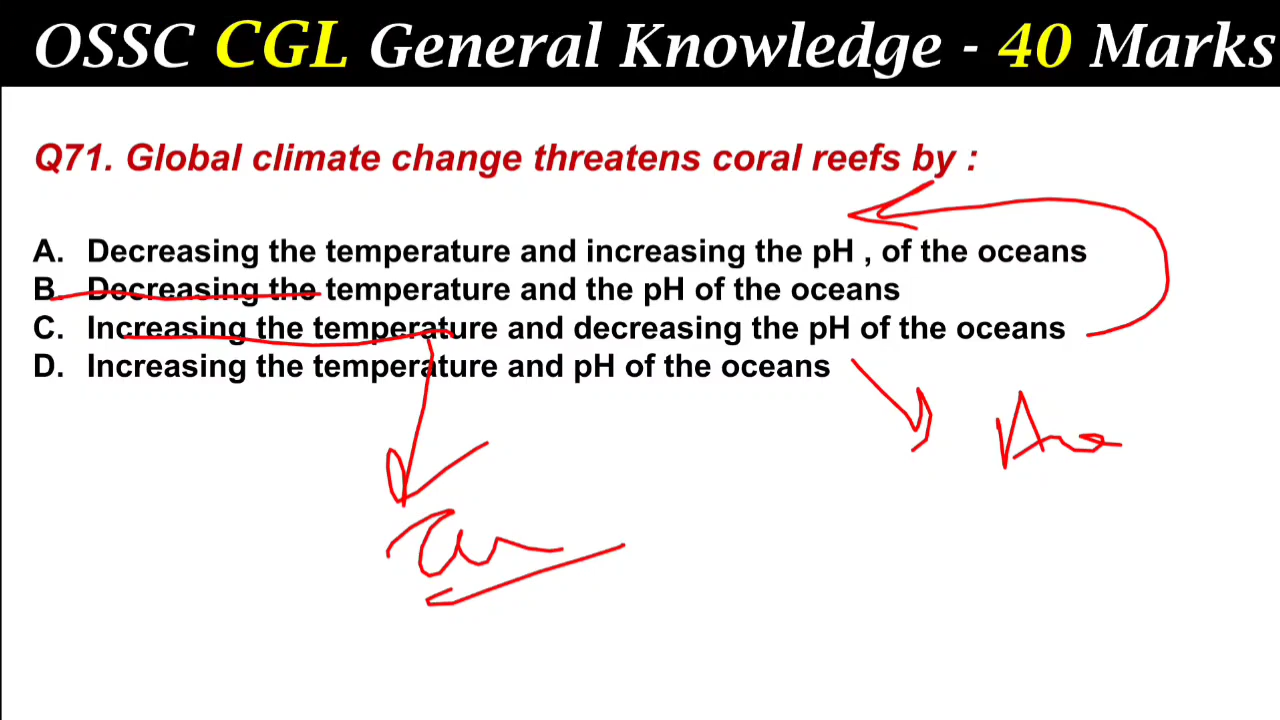 OSSC CGL General Knowledge - 40 Marks
Q71. Global climate change threatens coral reefs by :
A. Decreasing the temperature and increasing the pH , of the oceans
B. Decreasing the temperature and the pH of the oceans
C. Increasing the temperature and decreasing the pH of the oceans
D. Increasing the temperature and pH of the oceans